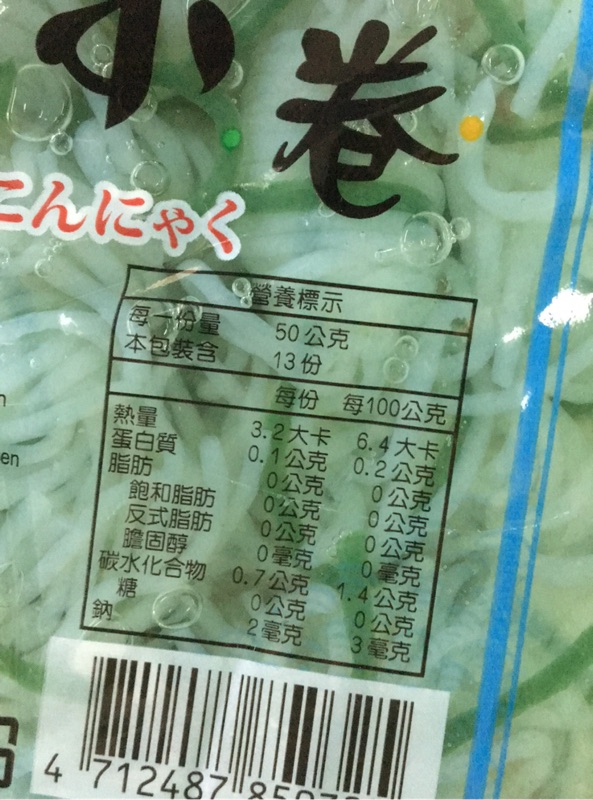 小卷
こんにゃく
營養標示
每一份量 50公克
本包裝含 13份
每份 每100公克
熱量 3.2大卡 6.4大卡
蛋白質 0.1公克 0.2公克
脂肪 0公克 0公克
飽和脂肪 0公克 0公克
反式脂肪 0公克 0公克
膽固醇 0毫克 0毫克
碳水化合物 0.7公克 1.4公克
糖 0公克 0公克
鈉 2毫克 3毫克
en
4 712487 85